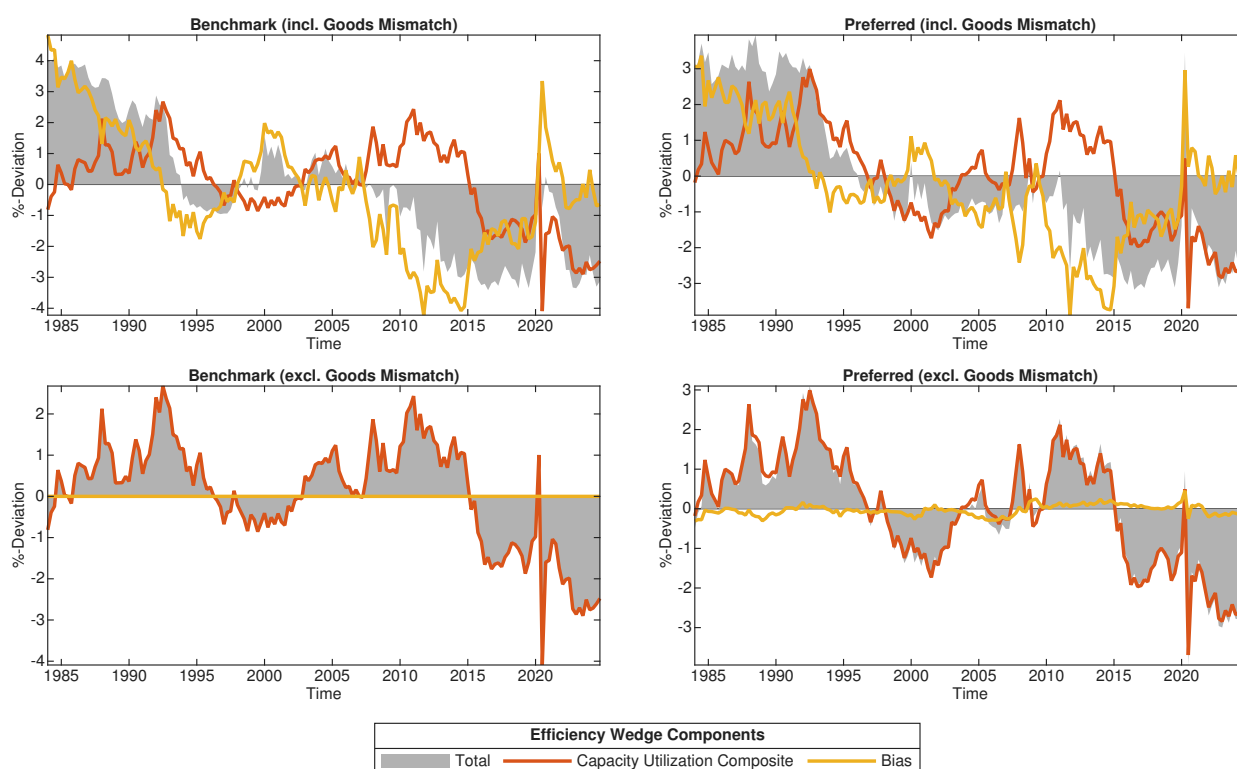 Benchmark (incl. Goods Mismatch)
%-Deviation
4
3
2
1
0
-1
-2
-3
-4
1985 1990 1995 2000 2005 2010 2015 2020
Time
Preferred (incl. Goods Mismatch)
%-Deviation
3
2
1
0
-1
-2
-3
1985 1990 1995 2000 2005 2010 2015 2020
Time
Benchmark (excl. Goods Mismatch)
%-Deviation
2
1
0
-1
-2
-3
-4
1985 1990 1995 2000 2005 2010 2015 2020
Time
Preferred (excl. Goods Mismatch)
%-Deviation
3
2
1
0
-1
-2
-3
1985 1990 1995 2000 2005 2010 2015 2020
Time
Efficiency Wedge Components
Total Capacity Utilization Composite Bias